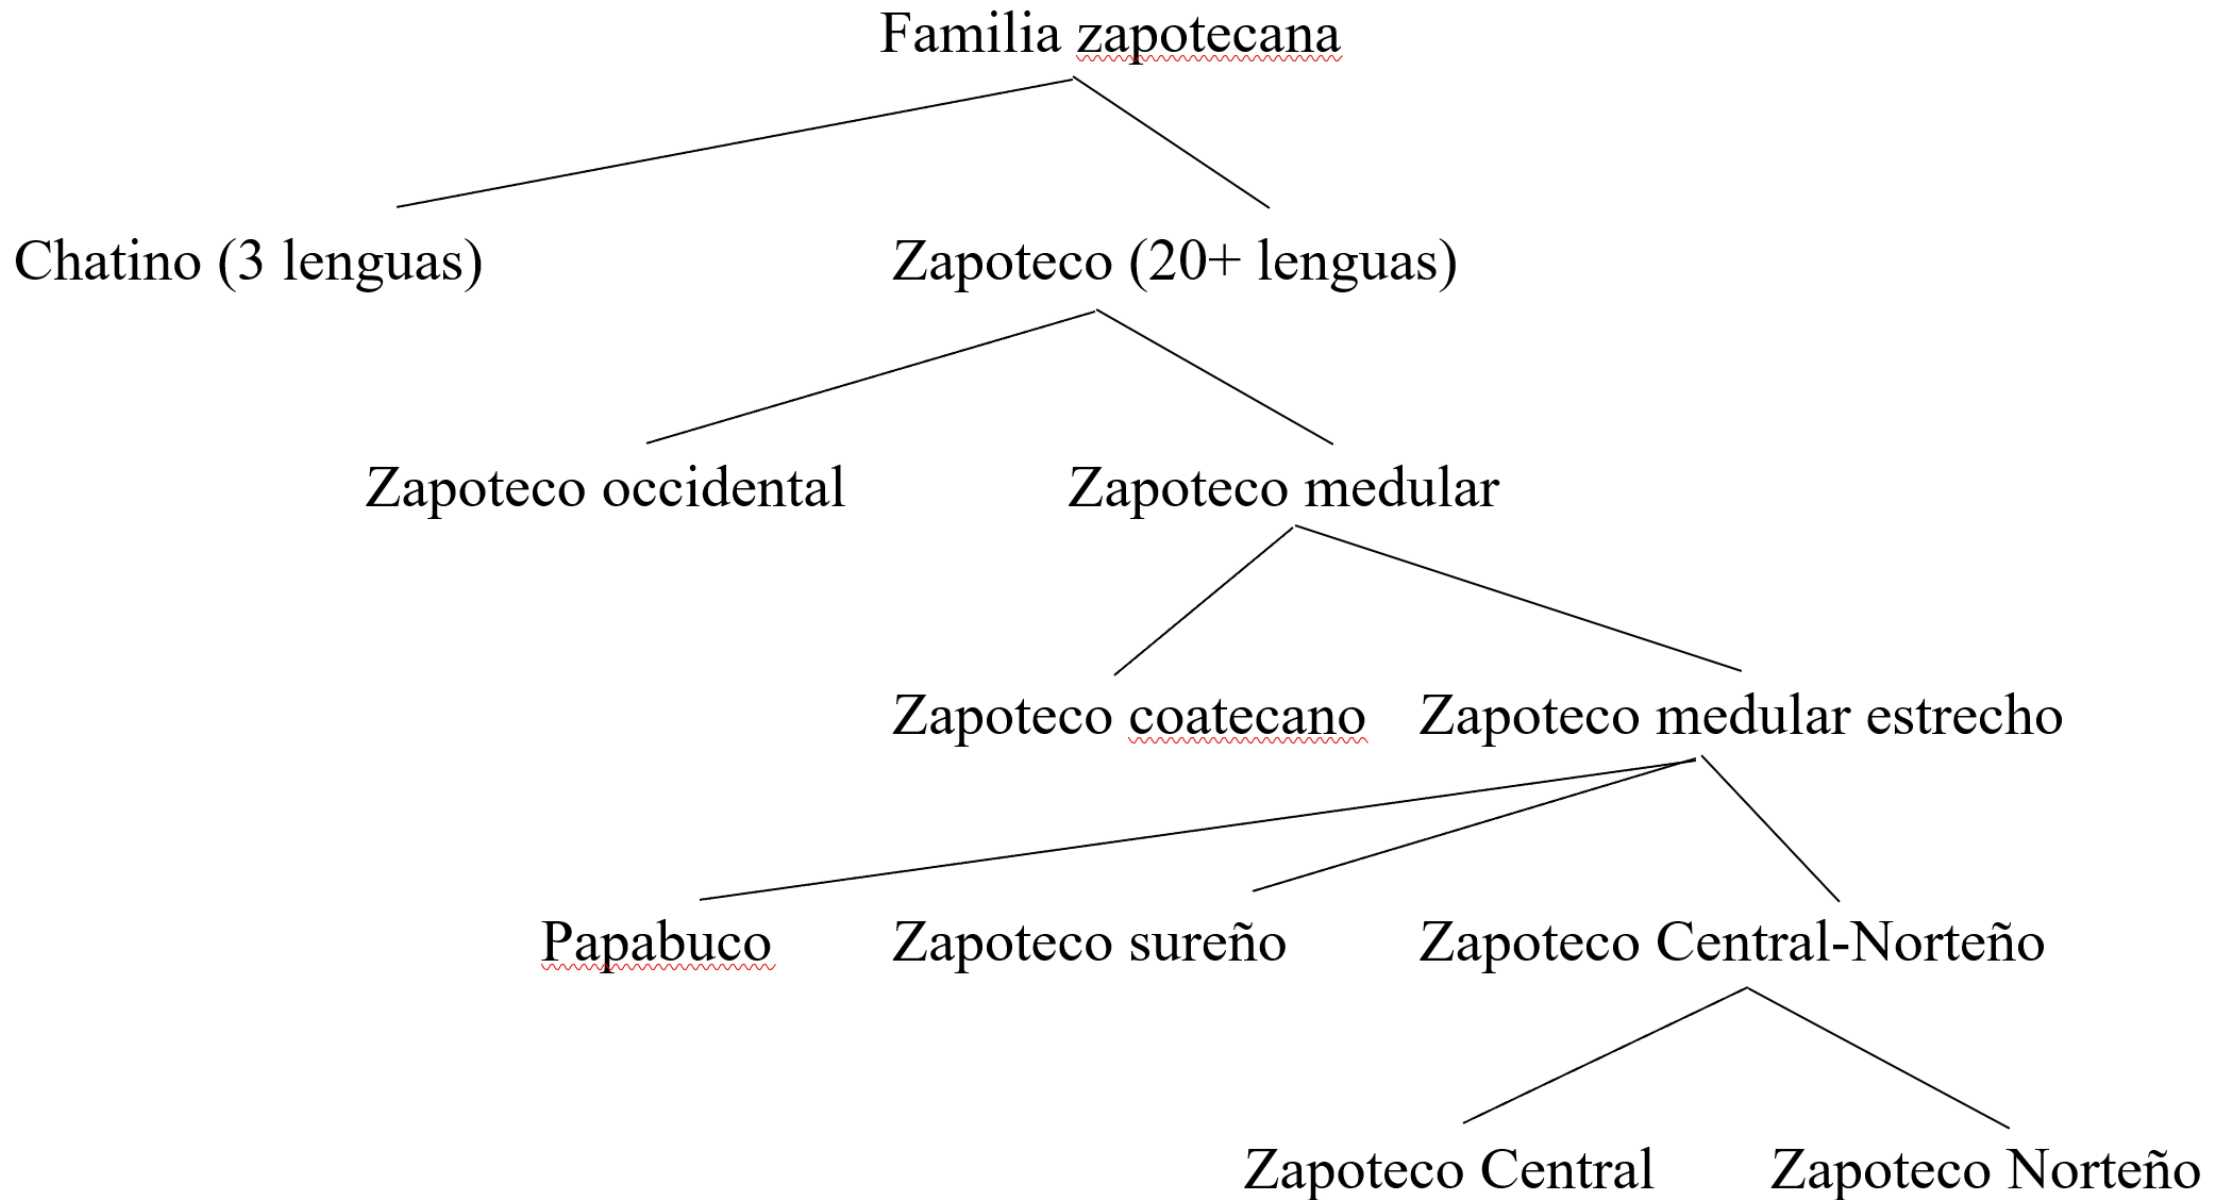 Familia zapotecana
Chatino (3 lenguas)
Zapoteco (20+ lenguas)
Zapoteco occidental
Zapoteco medular
Zapoteco coatecano
Zapoteco medular estrecho
Papabuco
Zapoteco sureño
Zapoteco Central-Norteño
Zapoteco Central
Zapoteco Norteño